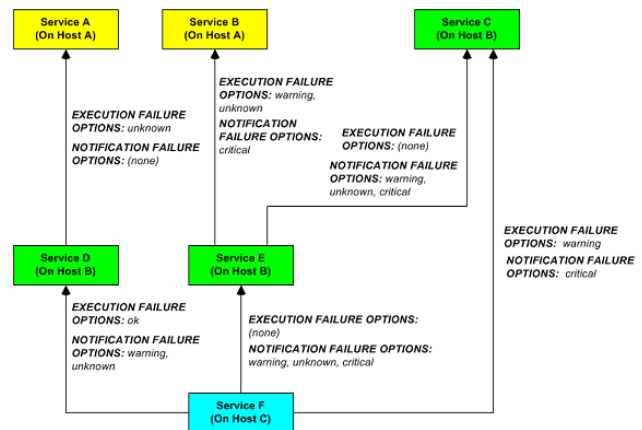 Service A
(On Host A)
Service B
(On Host A)
Service C
(On Host B)
EXECUTION FAILURE
OPTIONS: unknown
NOTIFICATION FAILURE
OPTIONS: (none)
EXECUTION FAILURE
OPTIONS: warning,
unknown
NOTIFICATION
FAILURE OPTIONS:
critical
EXECUTION FAILURE
OPTIONS: (none)
NOTIFICATION FAILURE
OPTIONS: warning,
unknown, critical
EXECUTION FAILURE
OPTIONS: warning
NOTIFICATION FAILURE
OPTIONS: critical
Service D
(On Host B)
Service E
(On Host B)
EXECUTION FAILURE
OPTIONS: ok
NOTIFICATION FAILURE
OPTIONS: warning,
unknown
EXECUTION FAILURE OPTIONS:
(none)
NOTIFICATION FAILURE OPTIONS:
warning, unknown, critical
Service F
(On Host C)